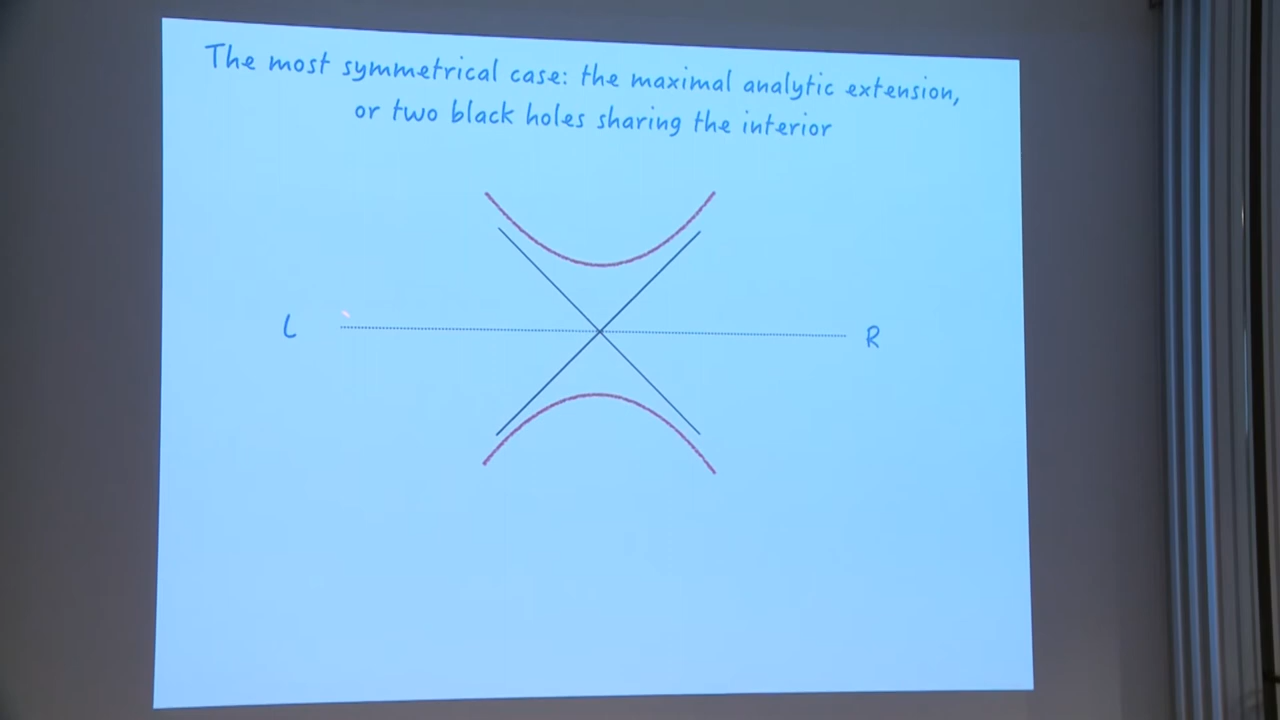 The most symmetrical case: the maximal analytic extension,
or two black holes sharing the interior
L
R